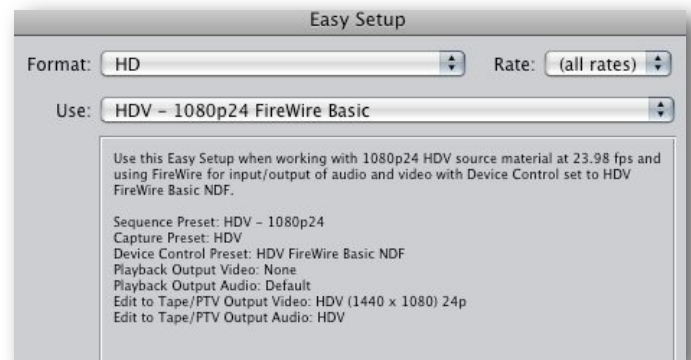 Easy Setup
Format: HD Rate: (all rates)
Use: HDV – 1080p24 FireWire Basic
Use this Easy Setup when working with 1080p24 HDV source material at 23.98 fps and
using FireWire for input/output of audio and video with Device Control set to HDV
FireWire Basic NDF.
Sequence Preset: HDV – 1080p24
Capture Preset: HDV
Device Control Preset: HDV FireWire Basic NDF
Playback Output Video: None
Playback Output Audio: Default
Edit to Tape/PTV Output Video: HDV (1440 x 1080) 24p
Edit to Tape/PTV Output Audio: HDV